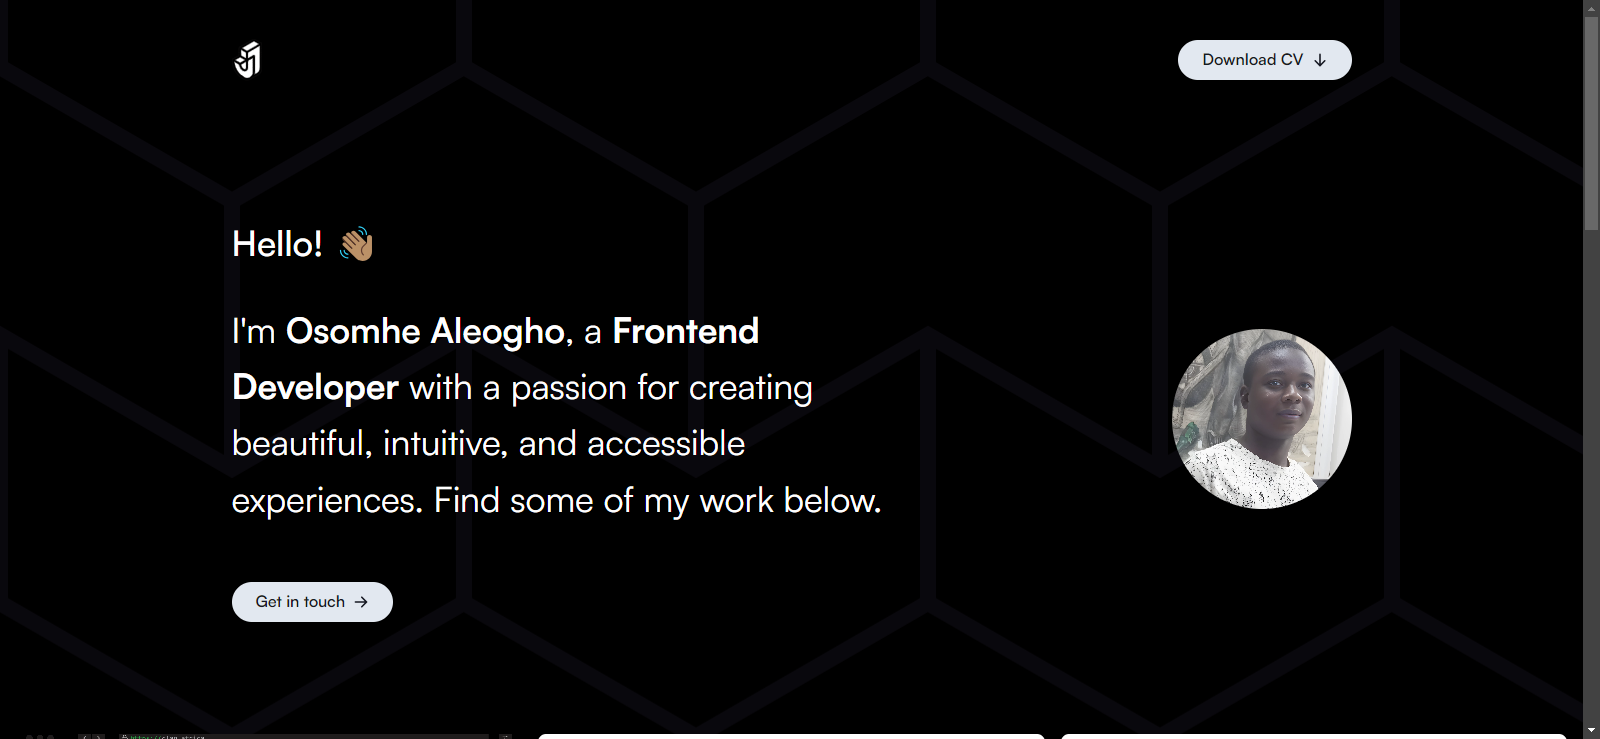 Download CV
Hello!
I'm Osomhe Aleogho, a Frontend
Developer with a passion for creating
beautiful, intuitive, and accessible
experiences. Find some of my work below.
Get in touch